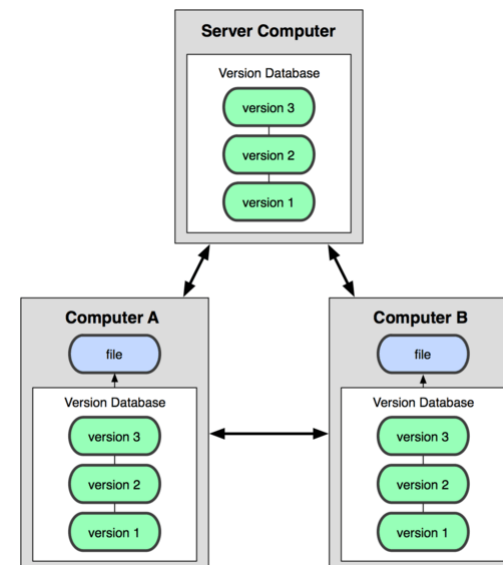 Server Computer
Version Database
version 3
version 2
version 1
Computer A
file
Version Database
version 3
version 2
version 1
Computer B
file
Version Database
version 3
version 2
version 1